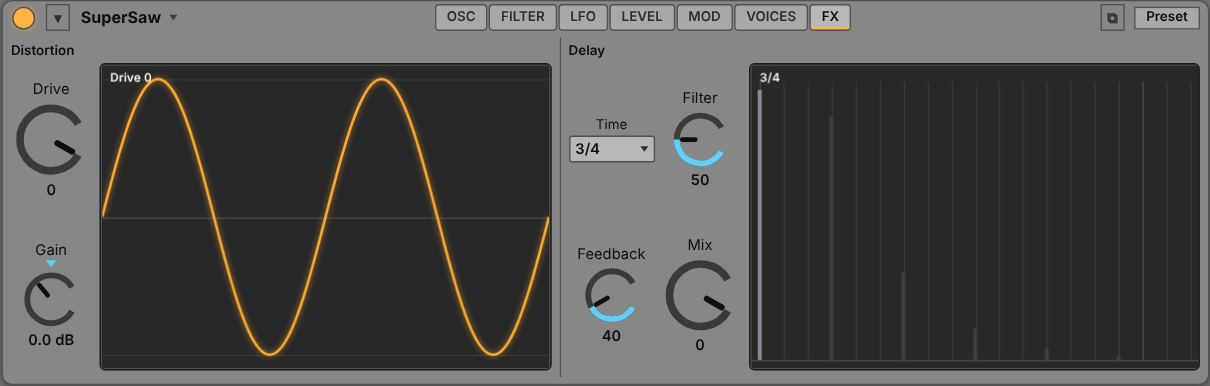 SuperSaw
OSC
FILTER
LFO
LEVEL
MOD
VOICES
FX
Preset
Distortion
Drive
0
Gain
0.0 dB
Drive 0
Delay
Time
3/4
Filter
50
Feedback
40
Mix
0
3/4